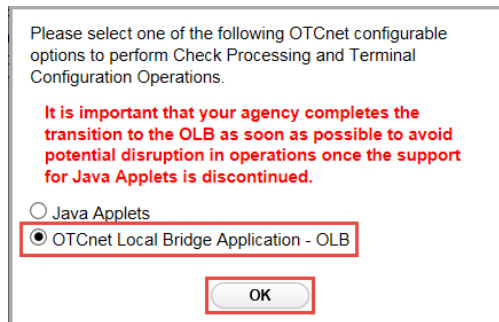 Please select one of the following OTCnet configurable
options to perform Check Processing and Terminal
Configuration Operations.
It is important that your agency completes the
transition to the OLB as soon as possible to avoid
potential disruption in operations once the support
for Java Applets is discontinued.
Java Applets
OTCnet Local Bridge Application - OLB
OK